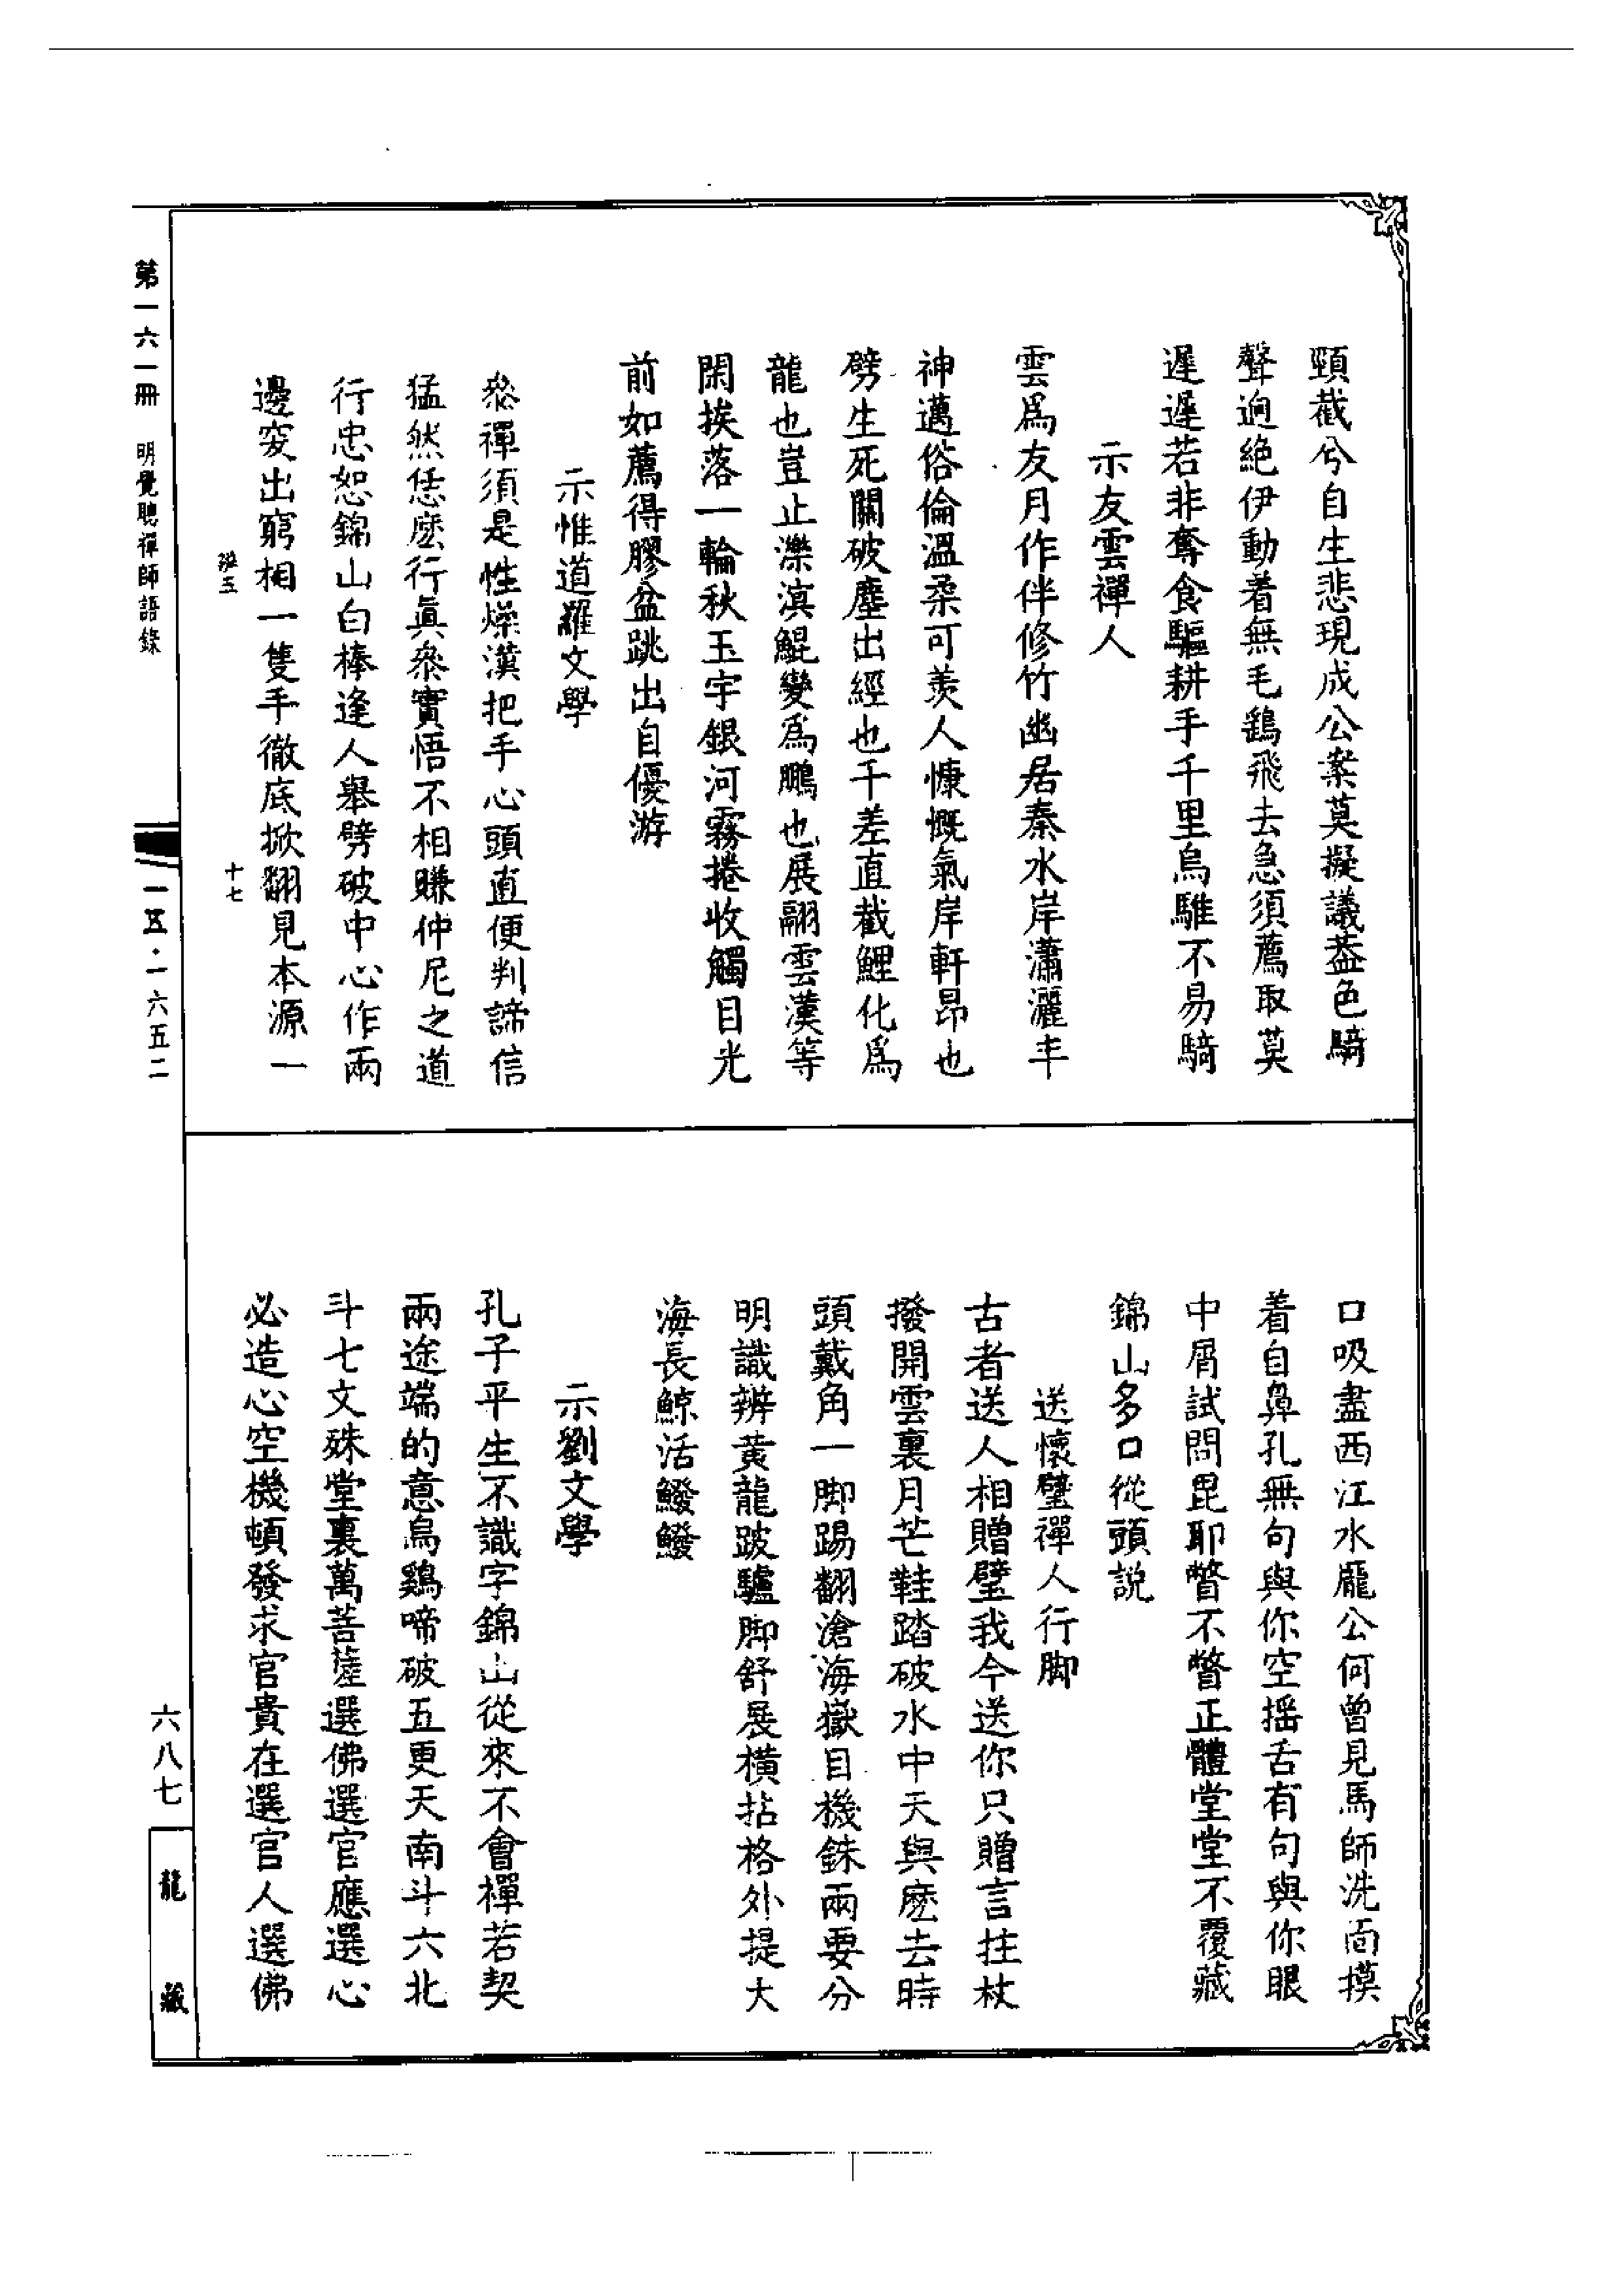 頸截兮自生悲現成公案莫擬議葢色騎
聲逈絶伊動着無毛鷂飛去急須薦取莫
遲遲若非奪食驅耕手千里烏騅不易騎
示友雲禪人
雲爲友月作伴修竹幽居秦水岸瀟灑丰
神邁俗倫溫柔可羨人慷慨氣岸軒昂也
劈生死關破塵出經也千差直截鯉化爲
龍也豈止濼溟鯤變爲鵬也展翮雲漢等
閑挨落一輪秋玉宇銀河霧捲收觸目光
前如薦得膠盆跳出自優游
示惟道羅文學
叅禪須是性燥漢把手心頭直便判諦信
猛然恁麽行眞叅實悟不相賺仲尼之道
行忠恕錦山白棒逢人舉劈破中心作兩
邊突出窮相一隻手徹底掀翻見本源一
口吸盡西江水龐公何曾見馬師洗面摸
着自鼻孔無句與你空摇舌有句與你眼
中屑試問毘耶瞥不瞥正體堂堂不覆藏
錦山多口從頭説
送懷璧禪人行脚
古者送人相贈璧我今送你只贈言拄杖
撥開雲裏月芒鞋踏破水中天與麽去時
頭戴角一脚踢翻滄海嶽目機銖兩要分
明識辨黃龍跛驢脚舒展橫拈格外提大
海長鯨活鱍鱍
示劉文學
孔子平生不識字錦山從來不會禪若契
兩途端的意烏鷄啼破五更天南斗六北
斗七文殊堂裏萬菩薩選佛選官應選心
必造心空機頓發求官貴在選官人選佛
第一六一冊　明覺聰禪師語錄
十七
一五·一六五二
六八七
龍藏